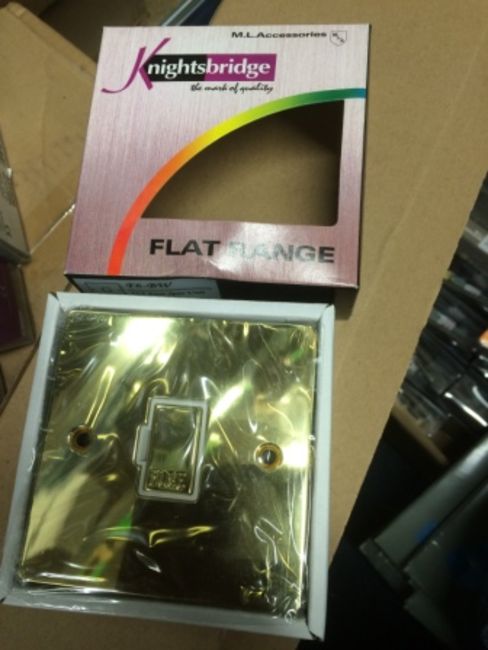 M.L.Accessories
Knightsbridge
the mark of quality
FLAT RANGE
FUSE